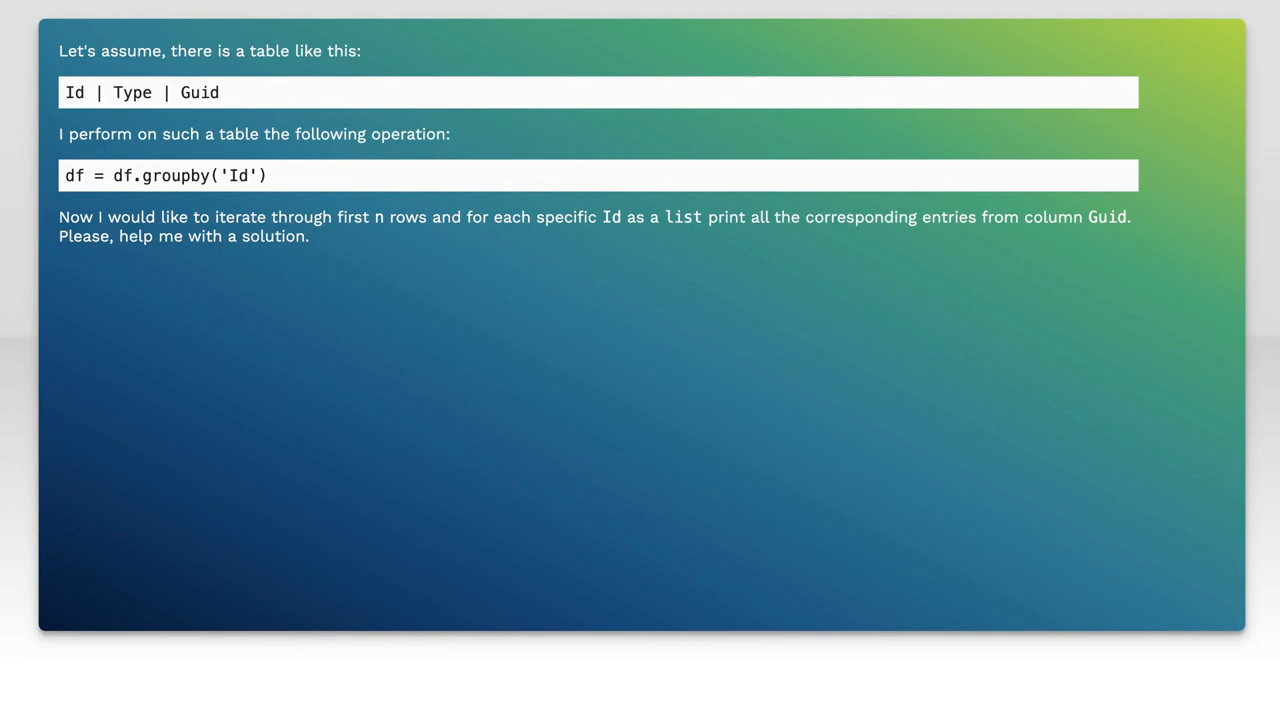 Let's assume, there is a table like this:
Id | Type | Guid
I perform on such a table the following operation:
df = df.groupby('Id')
Now I would like to iterate through first n rows and for each specific Id as a list print all the corresponding entries from column Guid.
Please, help me with a solution.